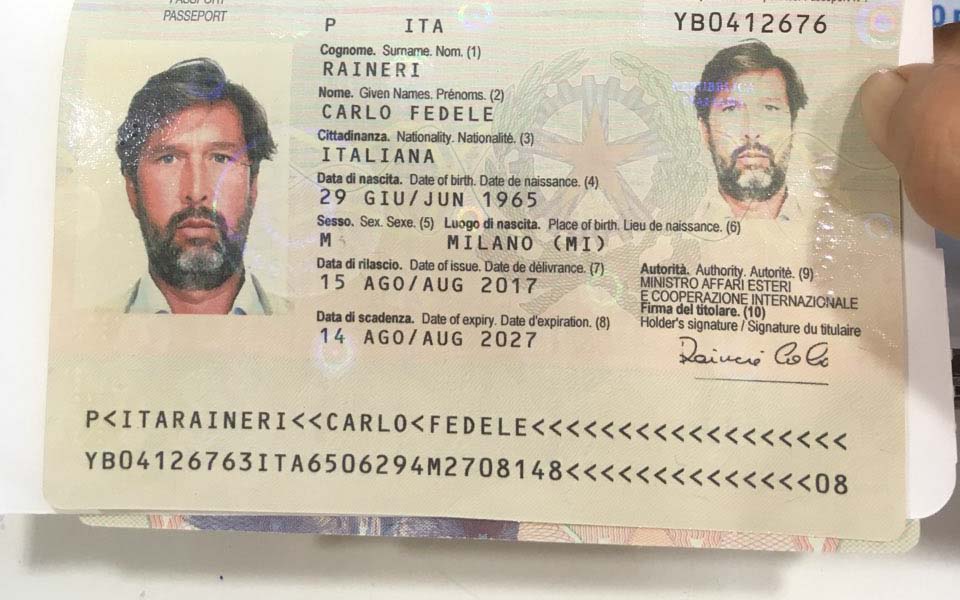 PASSEPORT
P ITA YB0412676
Cognome. Surname. Nom. (1)
RAINERI
Nome. Given Names. Prénoms. (2)
CARLO FEDELE
Cittadinanza. Nationality. Nationalité. (3)
ITALIANA
Data di nascita. Date of birth. Date de naissance. (4)
29 GIU/JUN 1965
Sesso. Sex. Sexe. (5) Luogo di nascita. Place of birth. Lieu de naissance. (6)
M MILANO (MI)
Data di rilascio. Date of issue. Date de délivrance. (7)
15 AGO/AUG 2017
Autorità. Authority. Autorité. (9)
MINISTRO AFFARI ESTERI
E COOPERAZIONE INTERNAZIONALE
Data di scadenza. Date of expiry. Date d'expiration. (8)
14 AGO/AUG 2027
Firma del titolare. (10)
Holder's signature / Signature du titulaire
P<ITARAINERI<<CARLO<FEDELE<<<<<<<<<<<<<<<<<<
YB04126763ITA6506294M2708148<<<<<<<<<<<<<<08